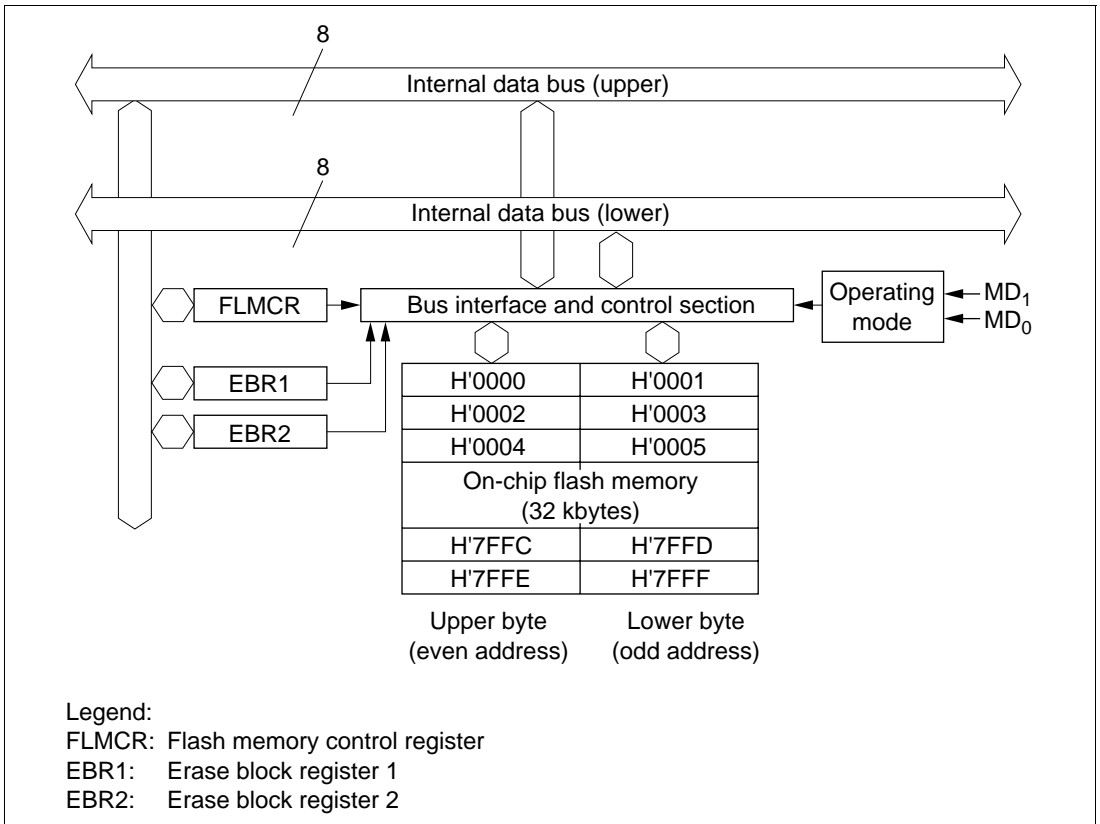 8
Internal data bus (upper)
8
Internal data bus (lower)
FLMCR
Bus interface and control section
Operating
mode
MD1
MD0
EBR1
EBR2
H'0000 H'0001
H'0002 H'0003
H'0004 H'0005
On-chip flash memory
(32 kbytes)
H'7FFC H'7FFD
H'7FFE H'7FFF
Upper byte
(even address)
Lower byte
(odd address)
Legend:
FLMCR: Flash memory control register
EBR1: Erase block register 1
EBR2: Erase block register 2